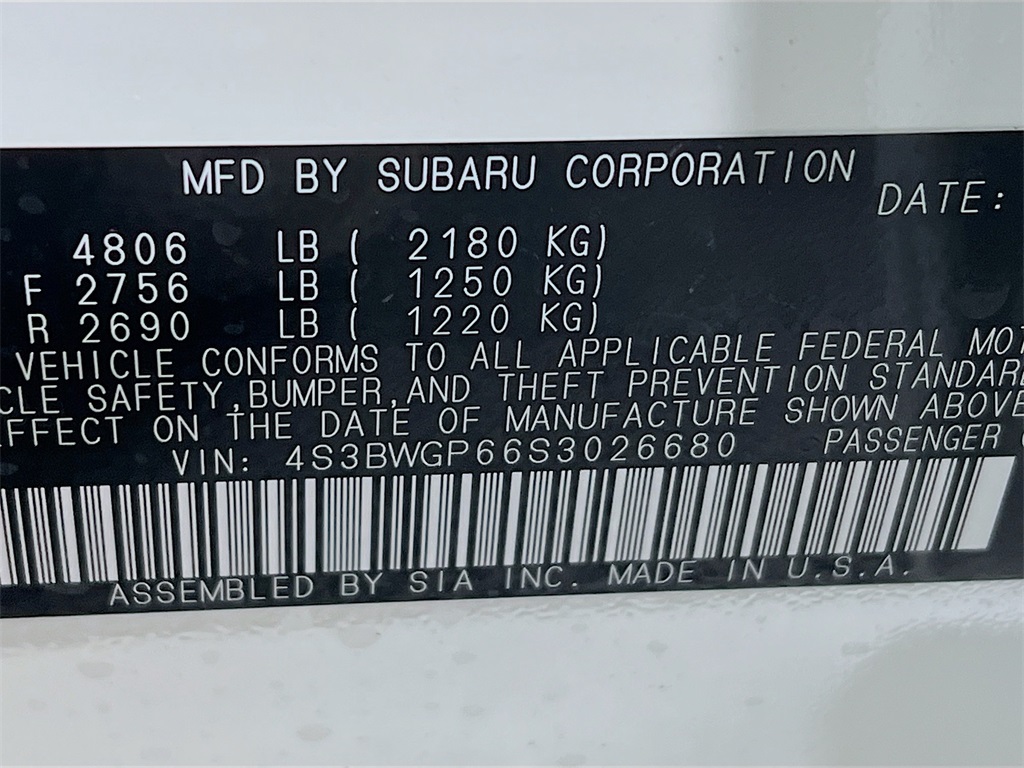 MFD BY SUBARU CORPORATION DATE:
4806 LB ( 2180 KG)
F 2756 LB ( 1250 KG)
R 2690 LB ( 1220 KG)
VEHICLE CONFORMS TO ALL APPLICABLE FEDERAL MOT
CLE SAFETY,BUMPER,AND THEFT PREVENTION STANDARD
EFFECT ON THE DATE OF MANUFACTURE SHOWN ABOVE
VIN: 4S3BWGP66S3026680 PASSENGER
ASSEMBLED BY SIA INC. MADE IN U.S.A.